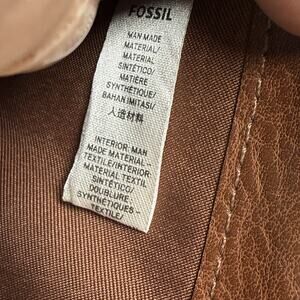 FOSSIL
MAN MADE
MATERIAL/
MATERIAL
SINTÉTICO/
MATIÈRE
SYNTHÉTIQUE/
BAHAN IMITASI/
人造材料
INTERIOR: MAN
MADE MATERIAL-
TEXTILE/INTERIOR:
MATERIAL TEXTIL
SINTÉTICO/
DOUBLURE:
SYNTHÉTIQUES-
TEXTILE/